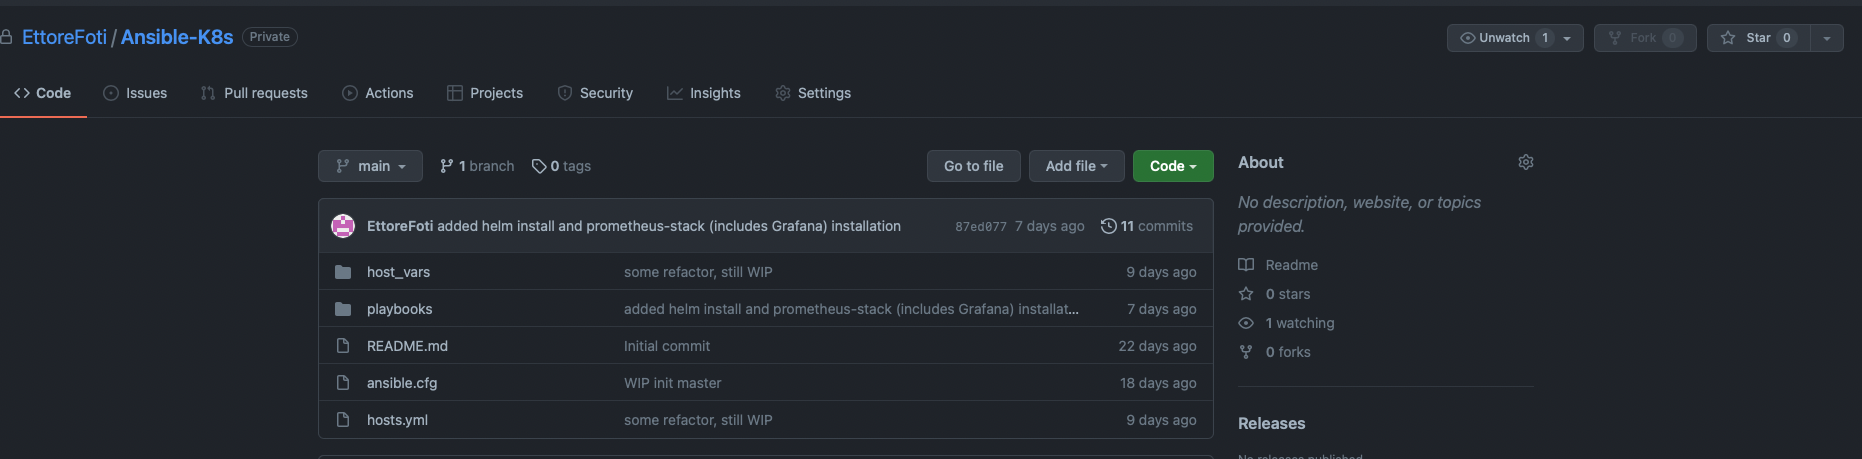 EttoreFoti / Ansible-K8s Private
Unwatch 1 Fork 0 Star 0
Code Issues Pull requests Actions Projects Security Insights Settings
main 1 branch 0 tags Go to file Add file Code
EttoreFoti added helm install and prometheus-stack (includes Grafana) installation 87ed077 7 days ago 11 commits
host_vars some refactor, still WIP 9 days ago
playbooks added helm install and prometheus-stack (includes Grafana) installat... 7 days ago
README.md Initial commit 22 days ago
ansible.cfg WIP init master 18 days ago
hosts.yml some refactor, still WIP 9 days ago
About
No description, website, or topics
provided.
Readme
0 stars
1 watching
0 forks
Releases
No releases published